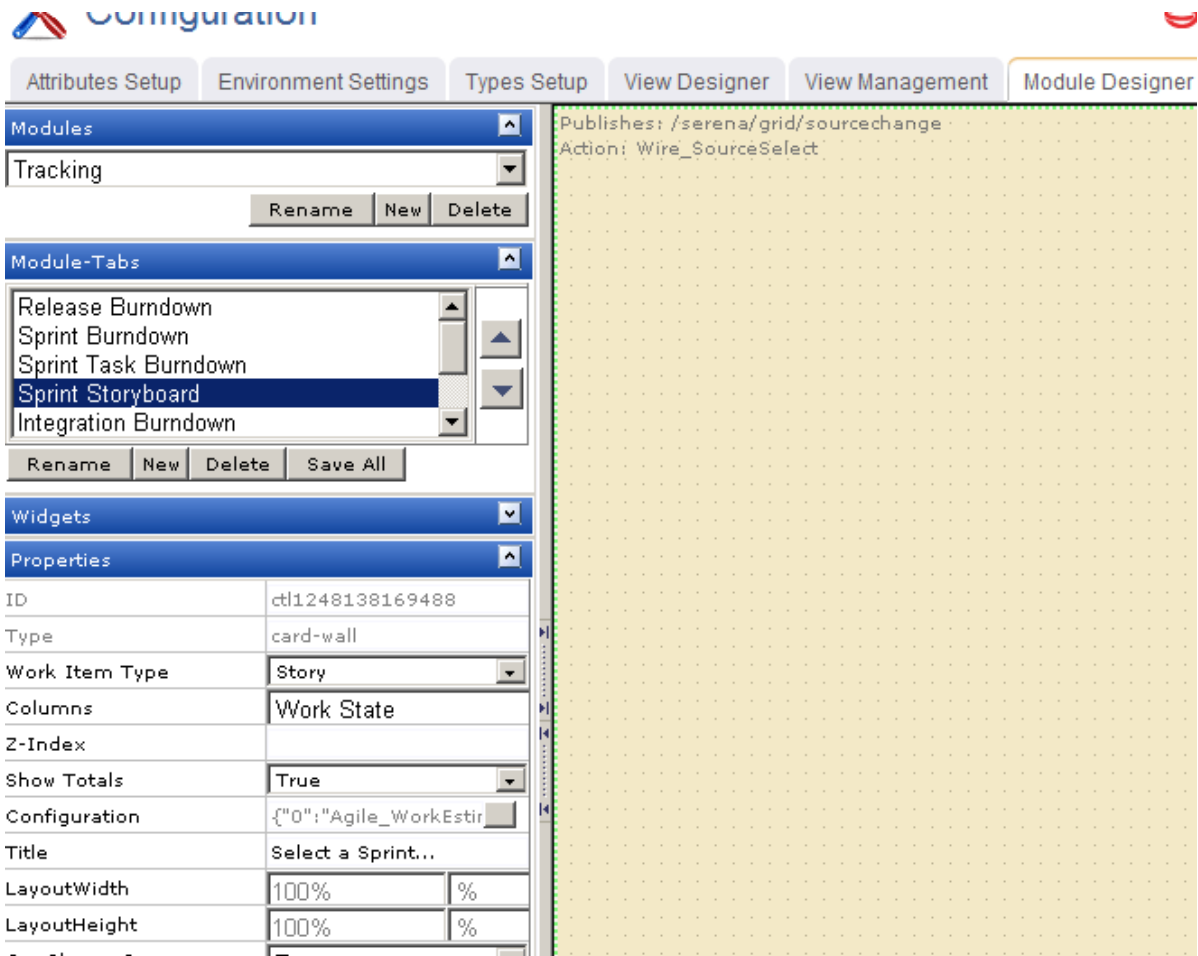 Configuration
Attributes Setup Environment Settings Types Setup View Designer View Management Module Designer
Modules
Tracking
Rename New Delete
Module-Tabs
Release Burndown
Sprint Burndown
Sprint Task Burndown
Sprint Storyboard
Integration Burndown
Rename New Delete Save All
Widgets
Properties
ID ctl1248138169488
Type card-wall
Work Item Type Story
Columns Work State
Z-Index
Show Totals True
Configuration {"0":"Agile_WorkEstin
Title Select a Sprint...
LayoutWidth 100% %
LayoutHeight 100% %
Publishes: /serena/grid/sourcechange
Action: Wire_SourceSelect